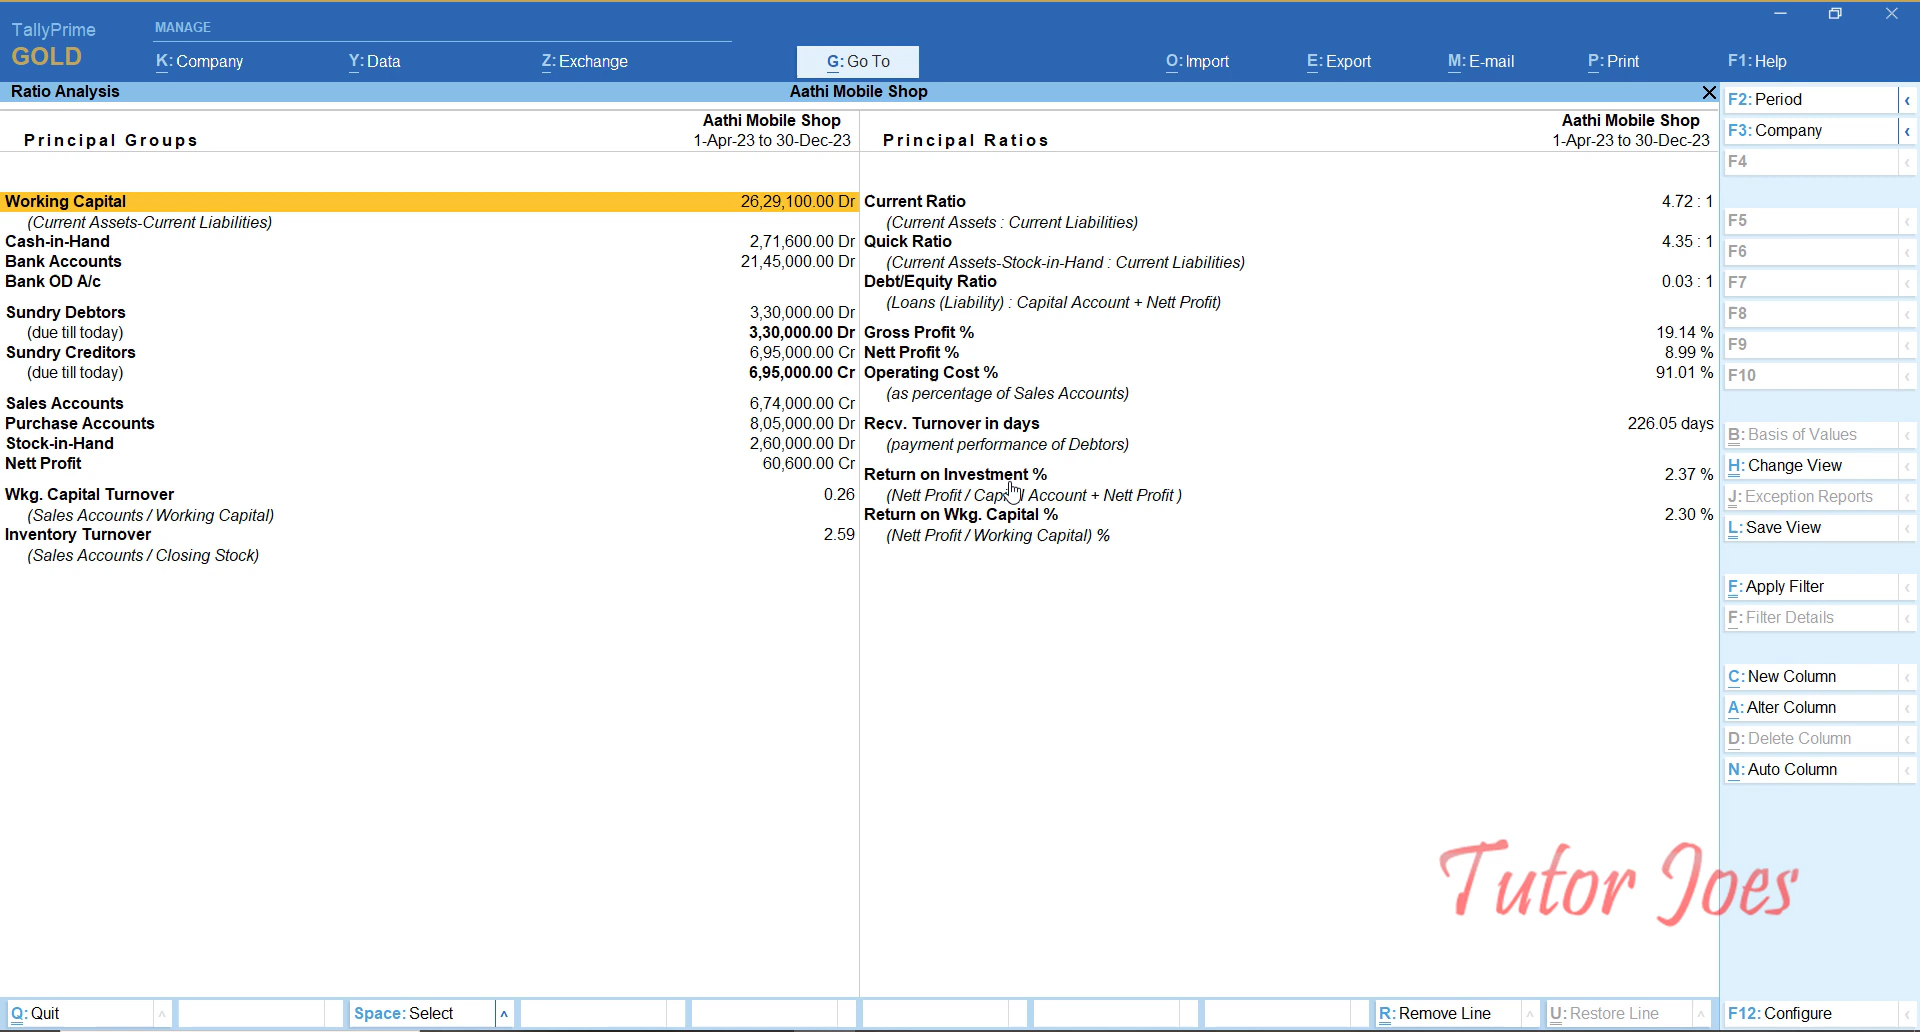 TallyPrime
GOLD
MANAGE
K: Company
Y: Data
Z: Exchange
G: Go To
O: Import
E: Export
M: E-mail
P: Print
F1: Help
Ratio Analysis
Aathi Mobile Shop
Principal Groups
Aathi Mobile Shop
1-Apr-23 to 30-Dec-23
Working Capital 26,29,100.00 Dr
(Current Assets-Current Liabilities)
Cash-in-Hand 2,71,600.00 Dr
Bank Accounts 21,45,000.00 Dr
Bank OD A/c
Sundry Debtors 3,30,000.00 Dr
(due till today) 3,30,000.00 Dr
Sundry Creditors 6,95,000.00 Cr
(due till today) 6,95,000.00 Cr
Sales Accounts 6,74,000.00 Cr
Purchase Accounts 8,05,000.00 Dr
Stock-in-Hand 2,60,000.00 Dr
Nett Profit 60,600.00 Cr
Wkg. Capital Turnover 0.26
(Sales Accounts / Working Capital)
Inventory Turnover 2.59
(Sales Accounts / Closing Stock)
Principal Ratios
Aathi Mobile Shop
1-Apr-23 to 30-Dec-23
Current Ratio 4.72 : 1
(Current Assets : Current Liabilities)
Quick Ratio 4.35 : 1
(Current Assets-Stock-in-Hand : Current Liabilities)
Debt/Equity Ratio 0.03 : 1
(Loans (Liability) : Capital Account + Nett Profit)
Gross Profit % 19.14 %
Nett Profit % 8.99 %
Operating Cost % 91.01 %
(as percentage of Sales Accounts)
Recv. Turnover in days 226.05 days
(payment performance of Debtors)
Return on Investment % 2.37 %
(Nett Profit / Capital Account + Nett Profit )
Return on Wkg. Capital % 2.30 %
(Nett Profit / Working Capital) %
F2: Period
F3: Company
F4
F5
F6
F7
F8
F9
F10
B: Basis of Values
H: Change View
J: Exception Reports
L: Save View
F: Apply Filter
F: Filter Details
C: New Column
A: Alter Column
D: Delete Column
N: Auto Column
Tutor Joes
Q: Quit
Space: Select
R: Remove Line
U: Restore Line
F12: Configure